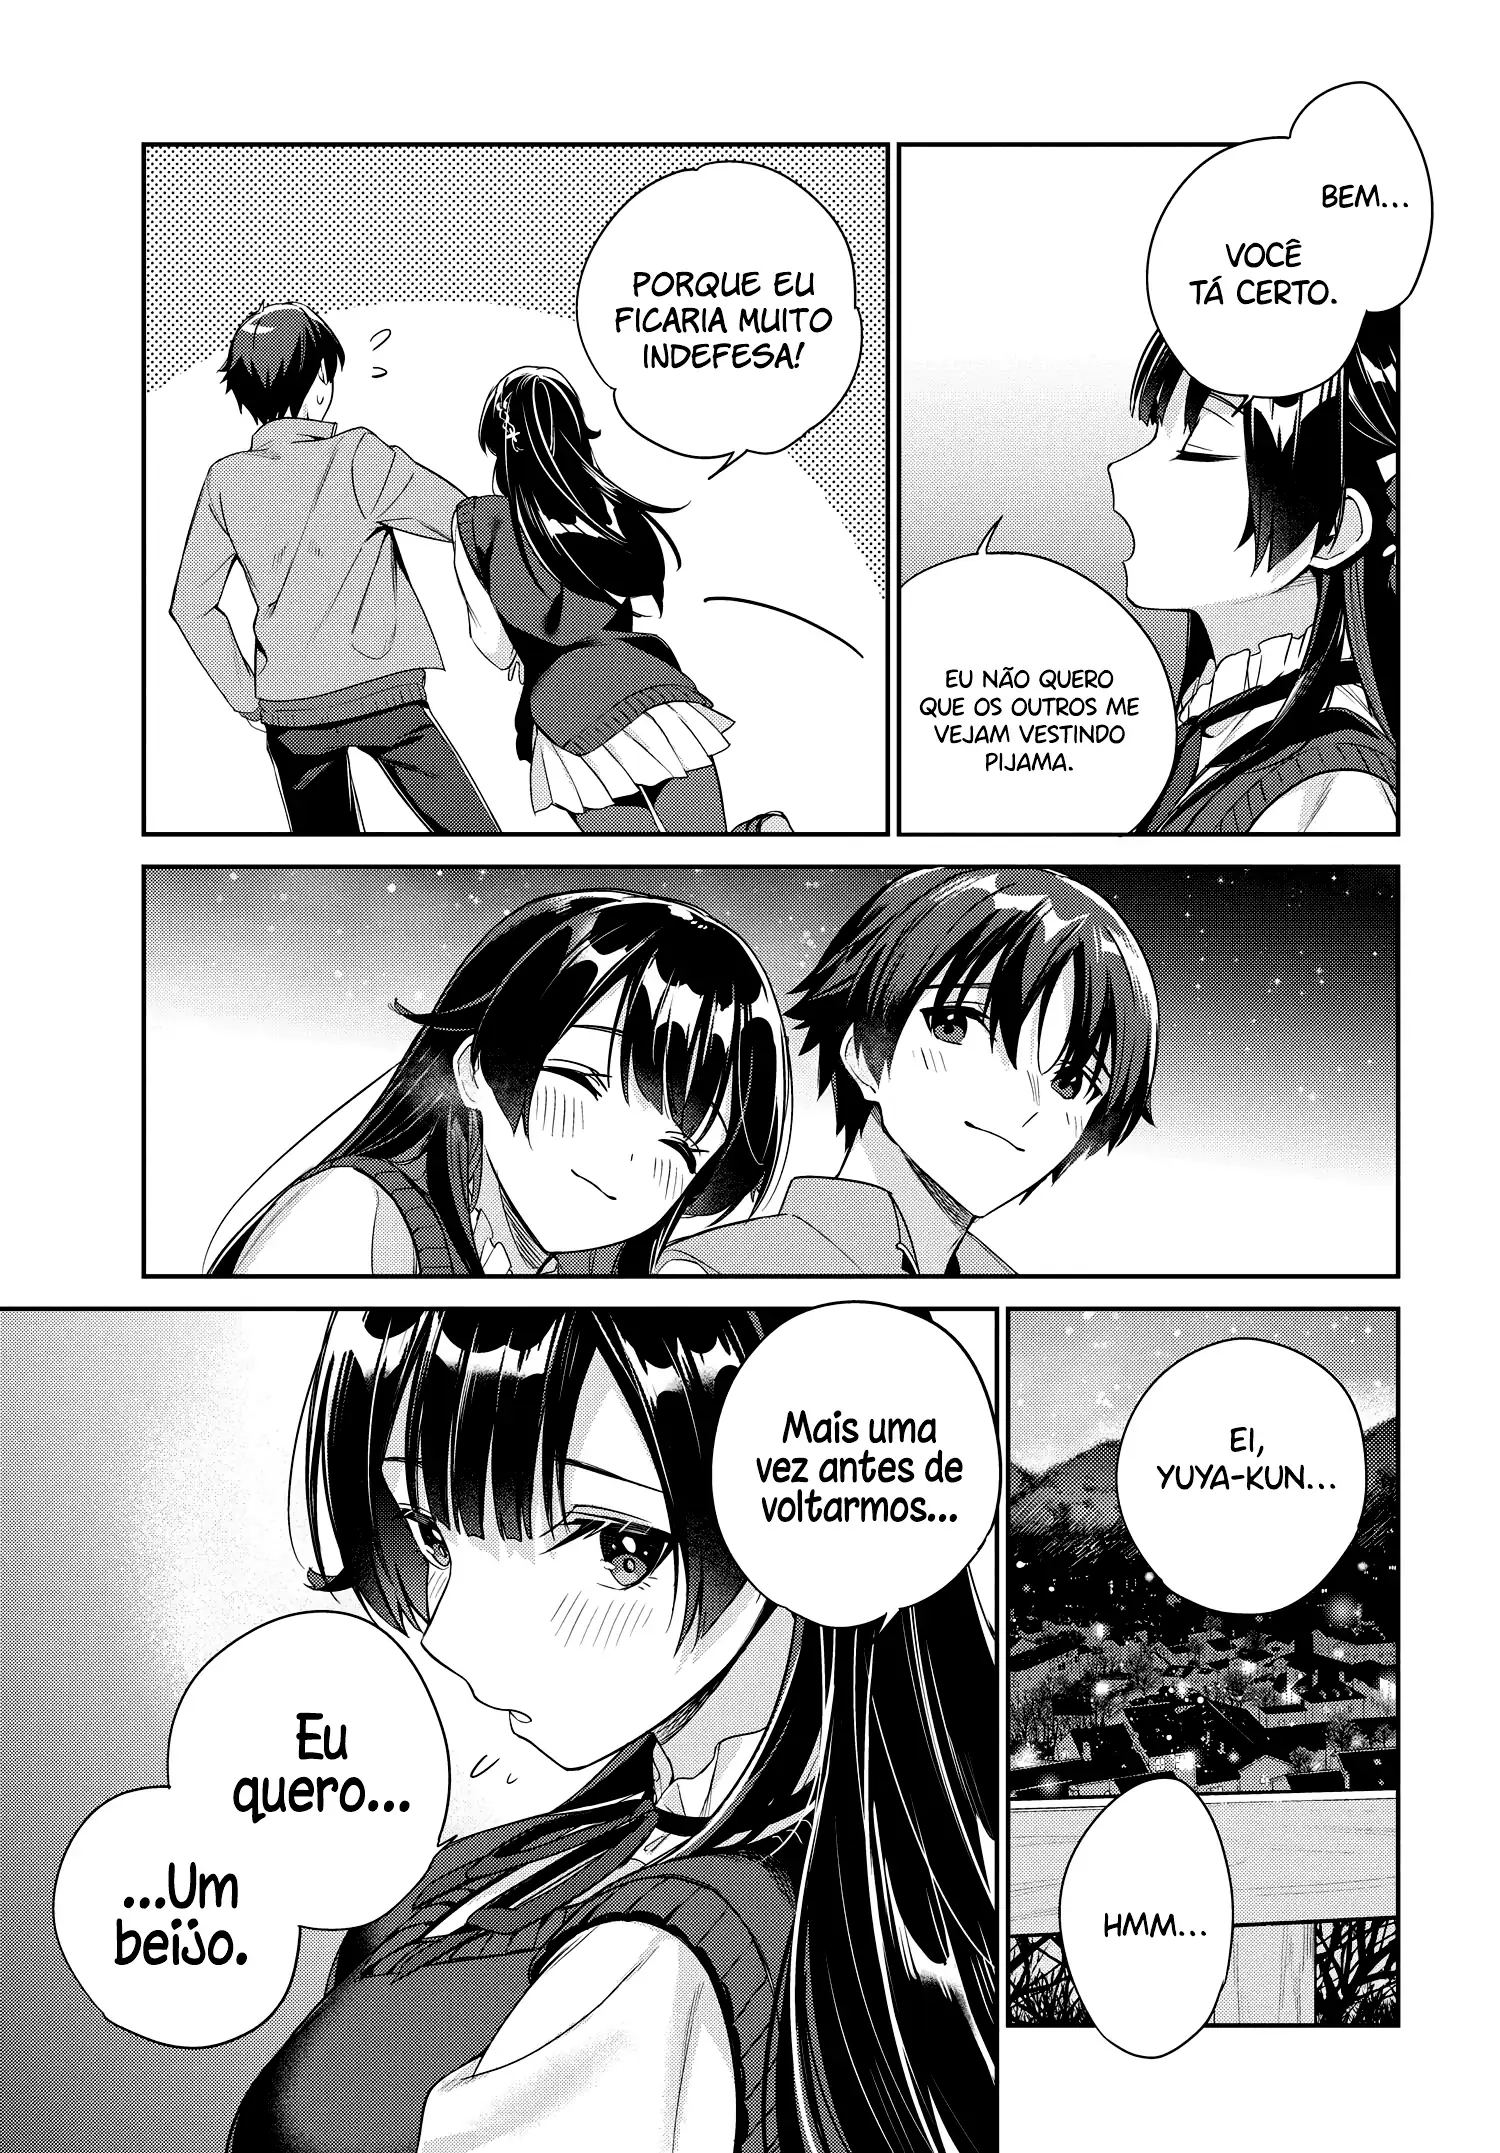 BEM...
VOCÊ
TÁ CERTO.
EU NÃO QUERO
QUE OS OUTROS ME
VEJAM VESTINDO
PIJAMA.
PORQUE EU
FICARIA MUITO
INDEFESA!
EI,
YUYA-KUN...
HMM...
Mais uma
vez antes de
voltarmos...
Eu
quero...
...Um
beijo.